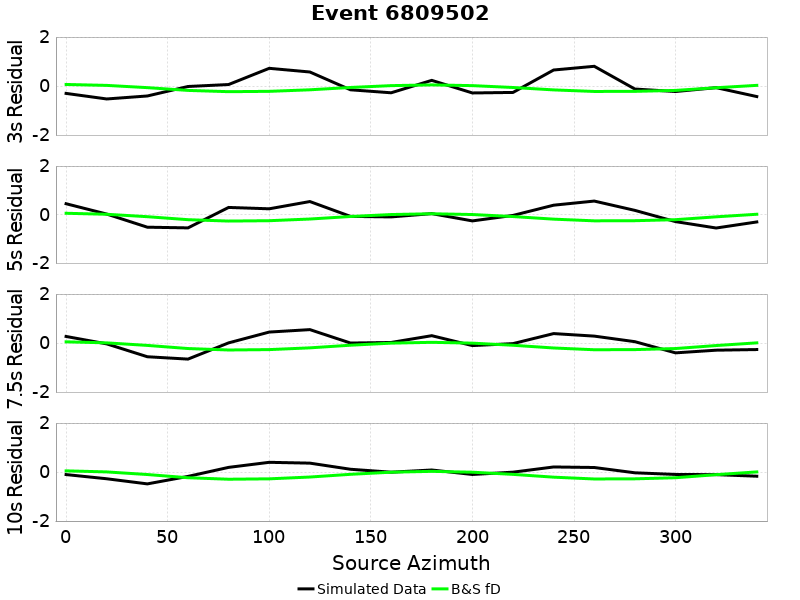 Event 6809502
3s Residual
2
0
-2
5s Residual
2
0
-2
7.5s Residual
2
0
-2
10s Residual
2
0
-2
0 50 100 150 200 250 300
Source Azimuth
Simulated Data B&S fD